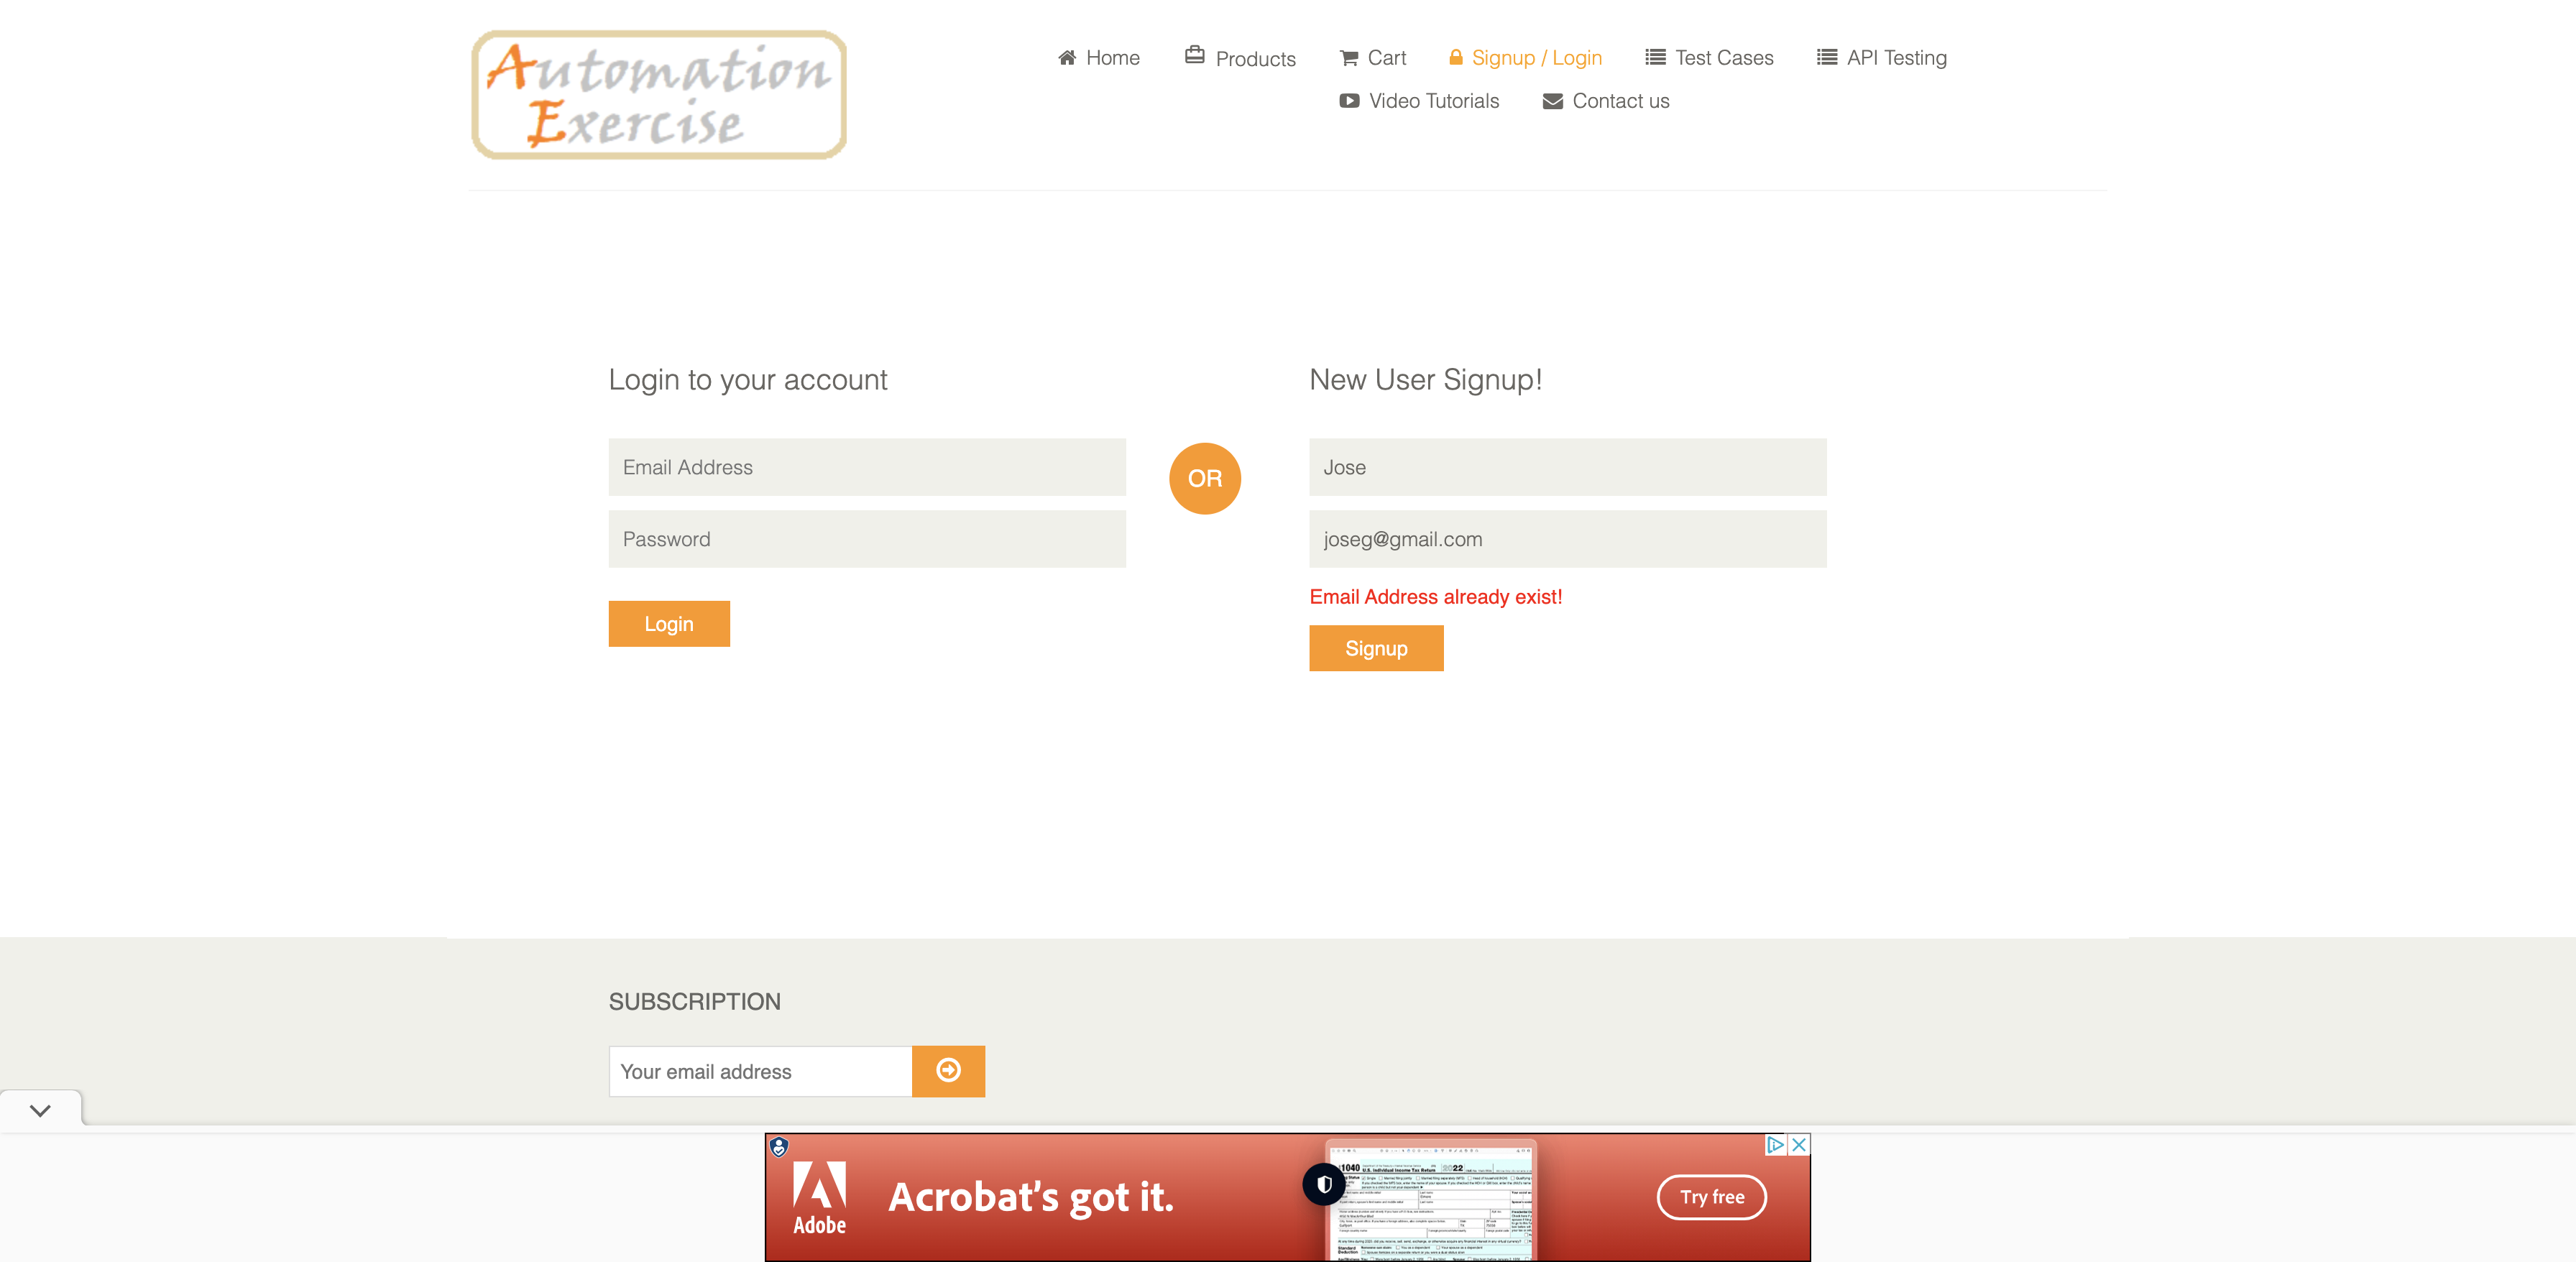 Automation
Exercise
Home
Products
Cart
Signup / Login
Test Cases
API Testing
Video Tutorials
Contact us
Login to your account
Email Address
Password
Login
OR
New User Signup!
Jose
joseg@gmail.com
Email Address already exist!
Signup
SUBSCRIPTION
Your email address
Adobe
Acrobat's got it.
1040
U.S. Individual Income Tax Return
2022
Try free